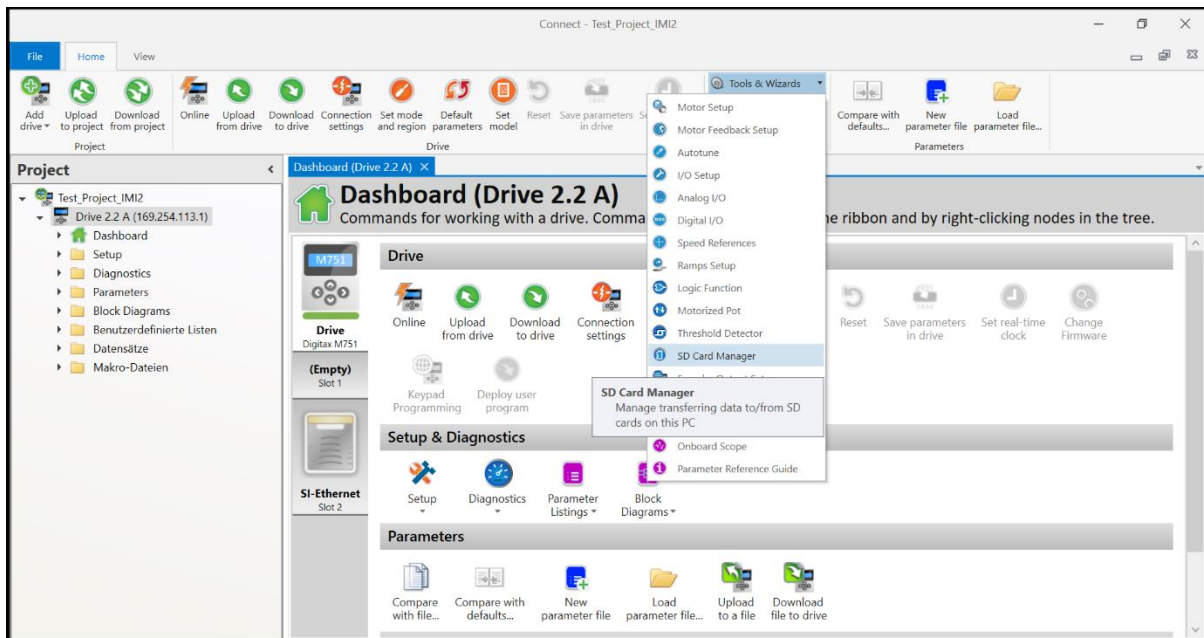 Connect - Test_Project_IMI2
File
Home
View
Tools & Wizards
Add
drive
Upload
to project
Download
from project
Online
Upload
from drive
Download
to drive
Connection
settings
Set mode
and region
Default
parameters
Set
model
Reset
Save parameters
in drive
Compare with
defaults...
New
parameter file
Load
parameter file...
Project
Drive
Parameters
Project
Test_Project_IMI2
Drive 2.2 A (169.254.113.1)
Dashboard
Setup
Diagnostics
Parameters
Block Diagrams
Benutzerdefinierte Listen
Datensätze
Makro-Dateien
Dashboard (Drive 2.2 A)
Dashboard (Drive 2.2 A)
Commands for working with a drive.
ribbon and by right-clicking nodes in the tree.
M751
Drive
Digitax M751
(Empty)
Slot 1
SI-Ethernet
Slot 2
Drive
Online
Upload
from drive
Download
to drive
Connection
settings
Reset
Save parameters
in drive
Set real-time
clock
Change
Firmware
Keypad
Programming
Deploy user
program
Motor Setup
Motor Feedback Setup
Autotune
I/O Setup
Analog I/O
Digital I/O
Speed References
Ramps Setup
Logic Function
Motorized Pot
Threshold Detector
SD Card Manager
SD Card Manager
Manage transferring data to/from SD
cards on this PC
Onboard Scope
Parameter Reference Guide
Setup & Diagnostics
Setup
Diagnostics
Parameter
Listings
Block
Diagrams
Parameters
Compare
with file...
Compare with
defaults...
New
parameter file
Load
parameter file...
Upload
to a file
Download
file to drive